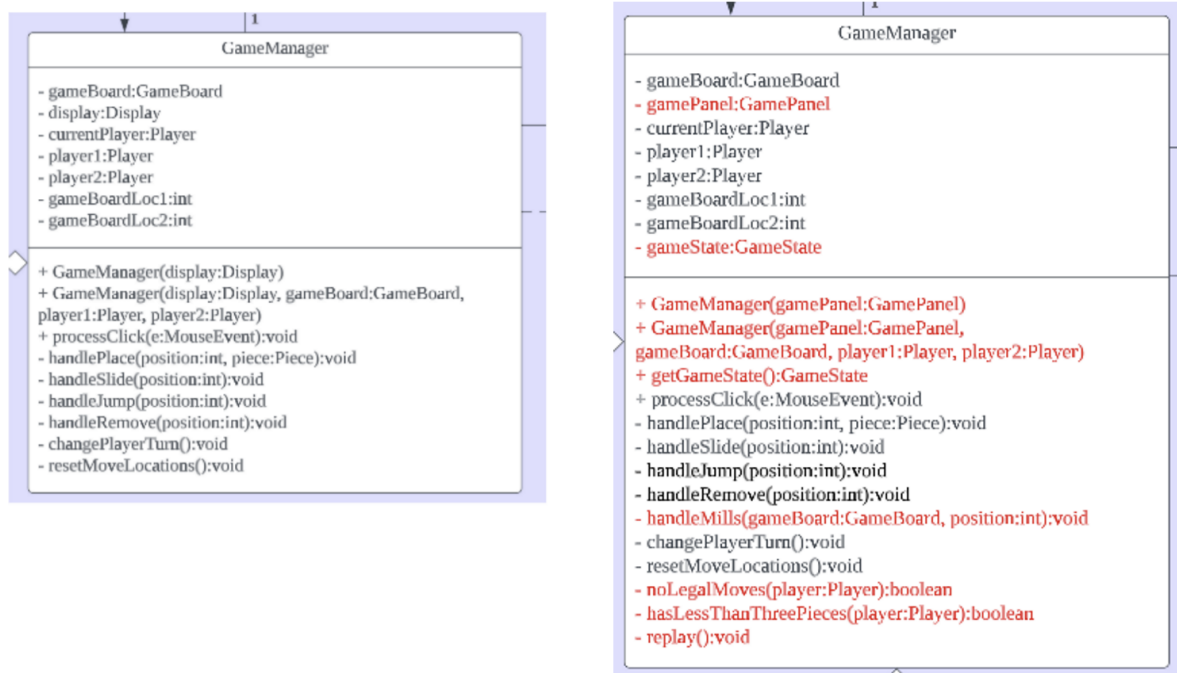 1
GameManager
- gameBoard:GameBoard
- display:Display
- currentPlayer:Player
- player1:Player
- player2:Player
- gameBoardLoc1:int
- gameBoardLoc2:int
+ GameManager(display:Display)
+ GameManager(display:Display, gameBoard:GameBoard,
player1:Player, player2:Player)
+ processClick(e:MouseEvent):void
- handlePlace(position:int, piece:Piece):void
- handleSlide(position:int):void
- handleJump(position:int):void
- handleRemove(position:int):void
- changePlayerTurn():void
- resetMoveLocations():void
1
GameManager
- gameBoard:GameBoard
- gamePanel:GamePanel
- currentPlayer:Player
- player1:Player
- player2:Player
- gameBoardLoc1:int
- gameBoardLoc2:int
- gameState:GameState
+ GameManager(gamePanel:GamePanel)
+ GameManager(gamePanel:GamePanel,
gameBoard:GameBoard, player1:Player, player2:Player)
+ getGameState():GameState
+ processClick(e:MouseEvent):void
- handlePlace(position:int, piece:Piece):void
- handleSlide(position:int):void
- handleJump(position:int):void
- handleRemove(position:int):void
- handleMills(gameBoard:GameBoard, position:int):void
- changePlayerTurn():void
- resetMoveLocations():void
- noLegalMoves(player:Player):boolean
- hasLessThanThreePieces(player:Player):boolean
- replay():void